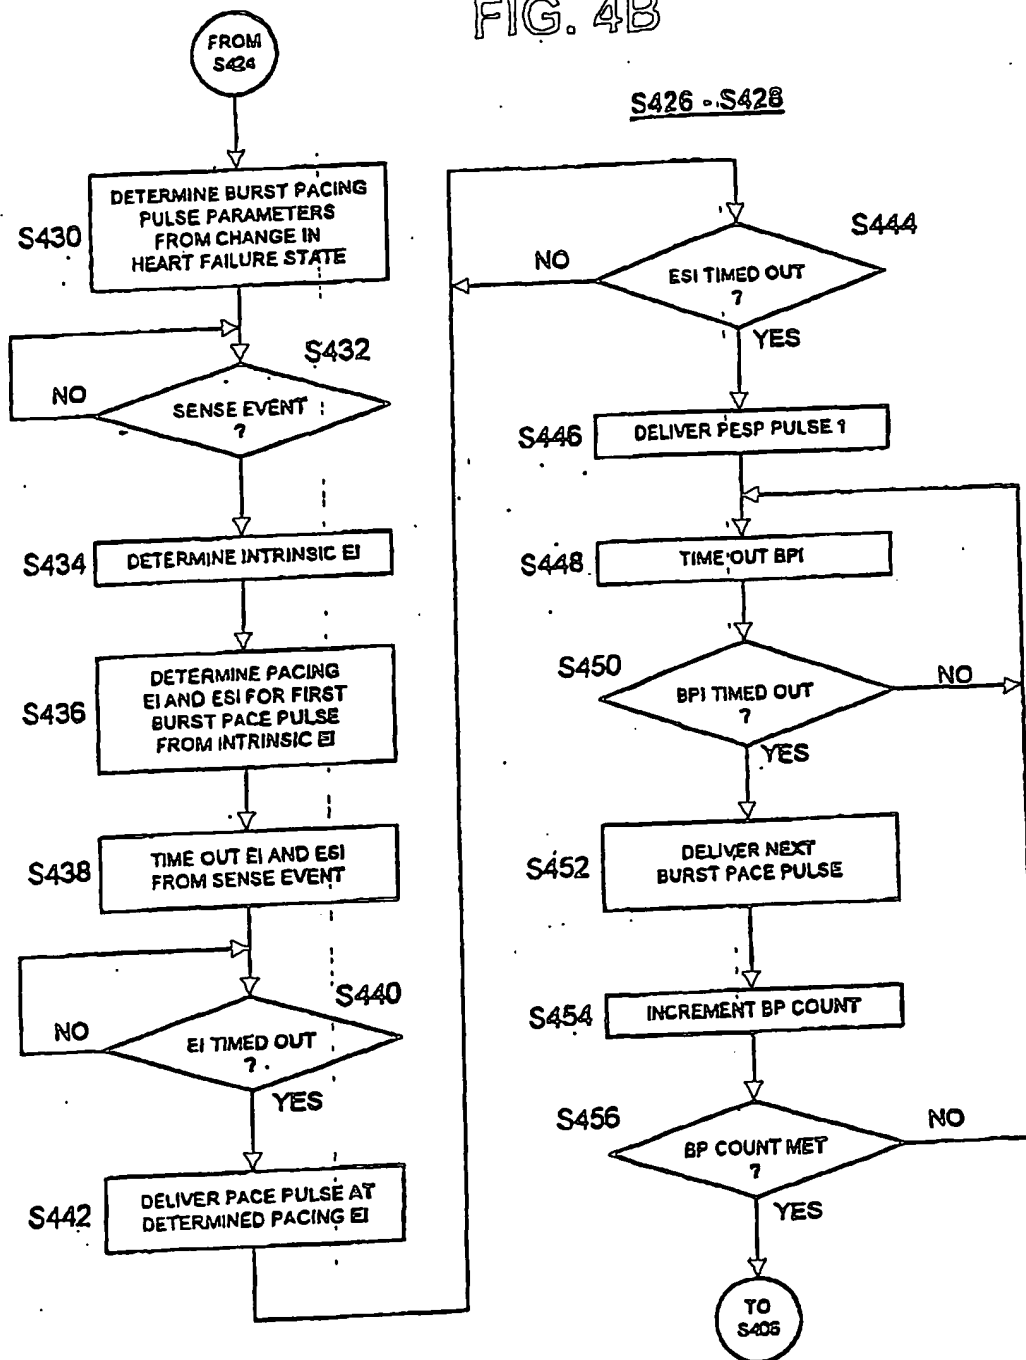 FIG. 4B
FROM
S424
S426 - S428
S430
DETERMINE BURST PACING
PULSE PARAMETERS
FROM CHANGE IN
HEART FAILURE STATE
S432
NO
SENSE EVENT
?
S434
DETERMINE INTRINSIC EI
S436
DETERMINE PACING
EI AND ESI FOR FIRST
BURST PACE PULSE
FROM INTRINSIC EI
S438
TIME OUT EI AND ESI
FROM SENSE EVENT
S440
NO
EI TIMED OUT
?
YES
S442
DELIVER PACE PULSE AT
DETERMINED PACING EI
S444
NO
ESI TIMED OUT
?
YES
S446
DELIVER PESP PULSE 1
S448
TIME OUT BPI
S450
BPI TIMED OUT
?
NO
YES
S452
DELIVER NEXT
BURST PACE PULSE
S454
INCREMENT BP COUNT
S456
BP COUNT MET
?
NO
YES
TO
S406